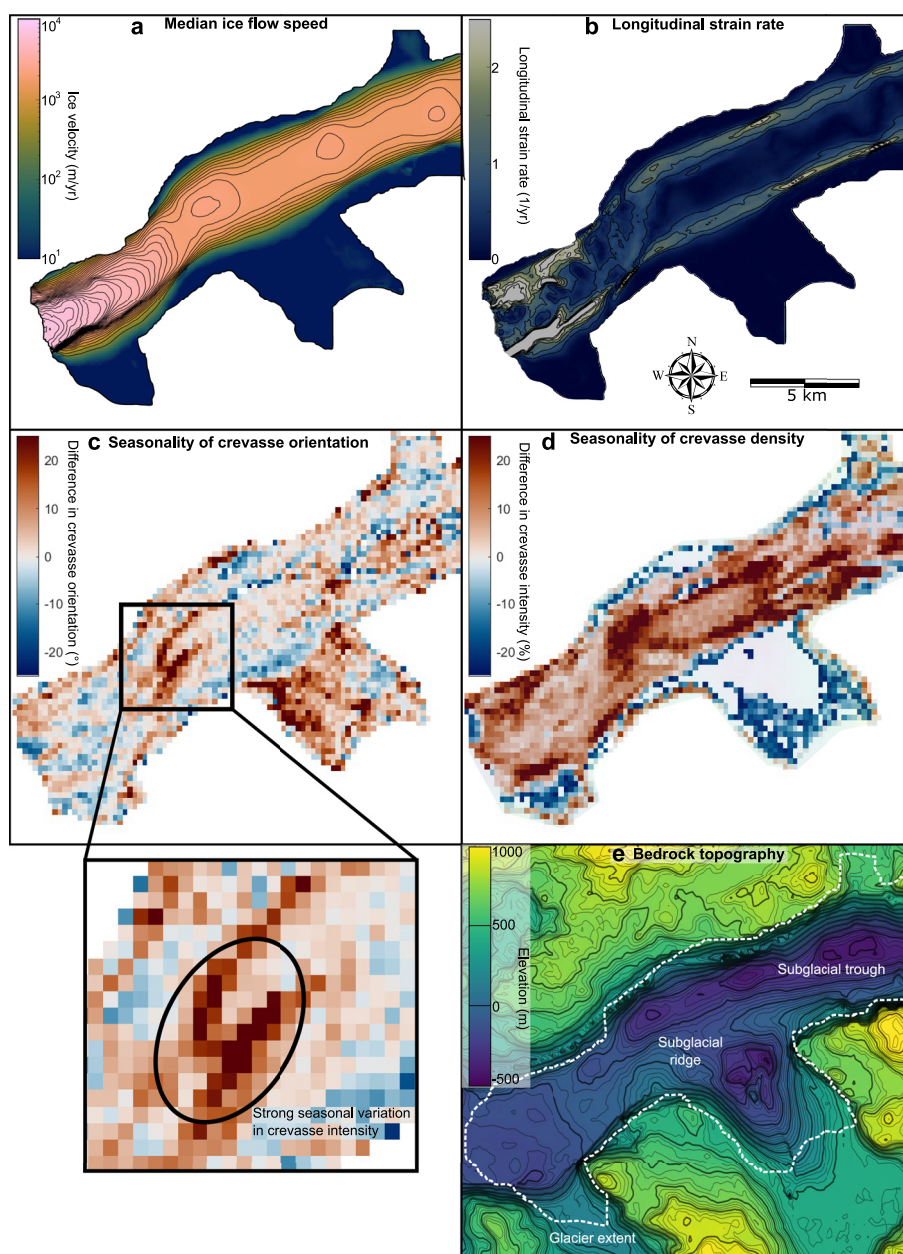 a Median ice flow speed
10⁴
10³
10²
10¹
Ice velocity (m/yr)
b Longitudinal strain rate
2
1
0
Longitudinal strain rate (1/yr)
N
W E
S
5 km
c Seasonality of crevasse orientation
20
10
0
-10
-20
Difference in crevasse orientation (°)
d Seasonality of crevasse density
20
10
0
-10
-20
Difference in crevasse intensity (%)
Strong seasonal variation
in crevasse intensity
e Bedrock topography
1000
500
0
-500
Elevation (m)
Subglacial trough
Subglacial
ridge
Glacier extent